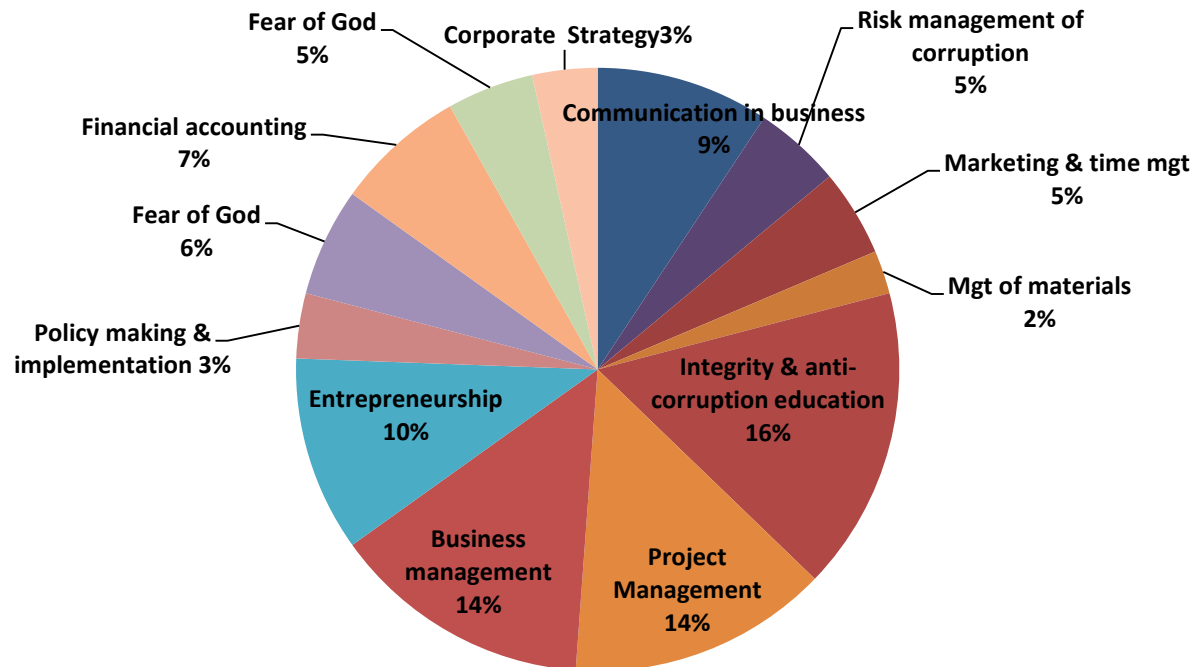 Fear of God
5%
Corporate Strategy3%
Risk management of
corruption
5%
Communication in business
9%
Financial accounting
7%
Marketing & time mgt
5%
Fear of God
6%
Mgt of materials
2%
Policy making &
implementation 3%
Integrity & anti-
corruption education
16%
Entrepreneurship
10%
Business
management
14%
Project
Management
14%